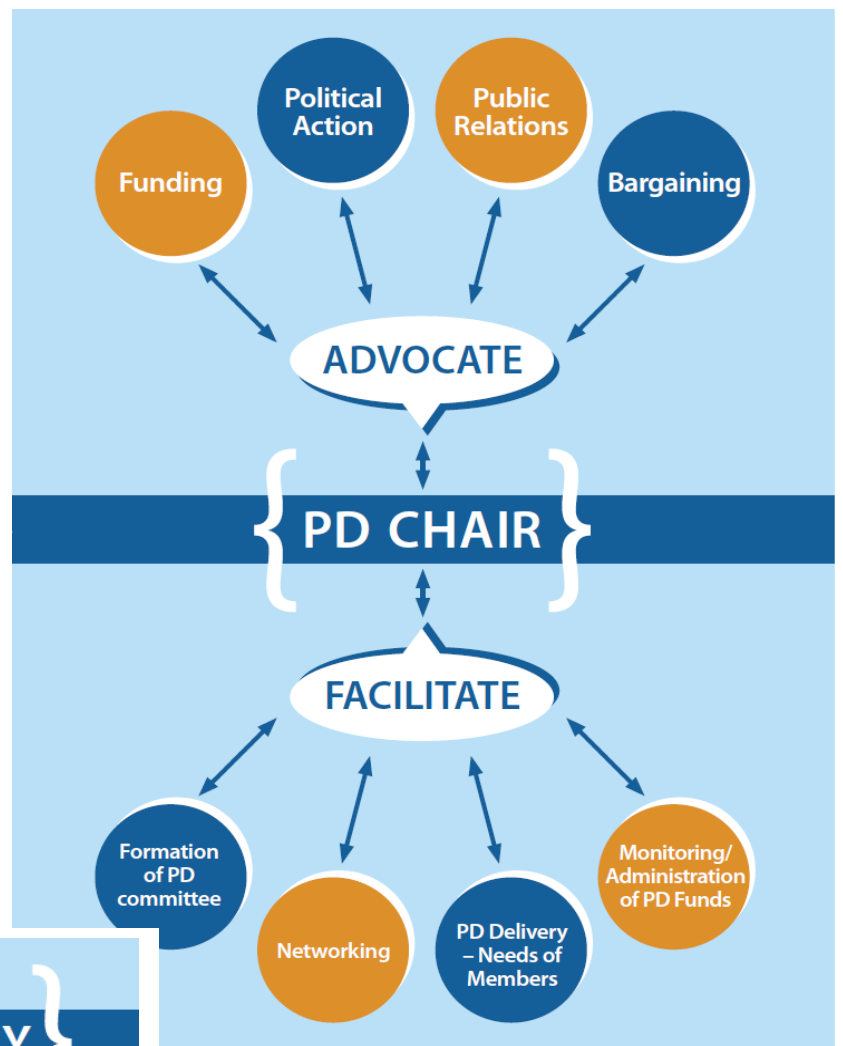 Funding
Political
Action
Public
Relations
Bargaining
ADVOCATE
{ PD CHAIR }
FACILITATE
Formation
of PD
committee
Networking
PD Delivery
– Needs of
Members
Monitoring/
Administration
of PD Funds
Y }